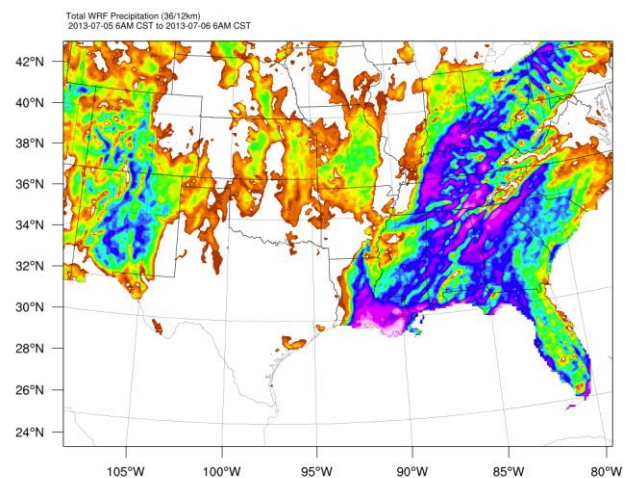 Total WRF Precipitation (36/12km)
2013-07-05 6AM CST to 2013-07-06 6AM CST
42°N
40°N
38°N
36°N
34°N
32°N
30°N
28°N
26°N
24°N
105°W 100°W 95°W 90°W 85°W 80°W